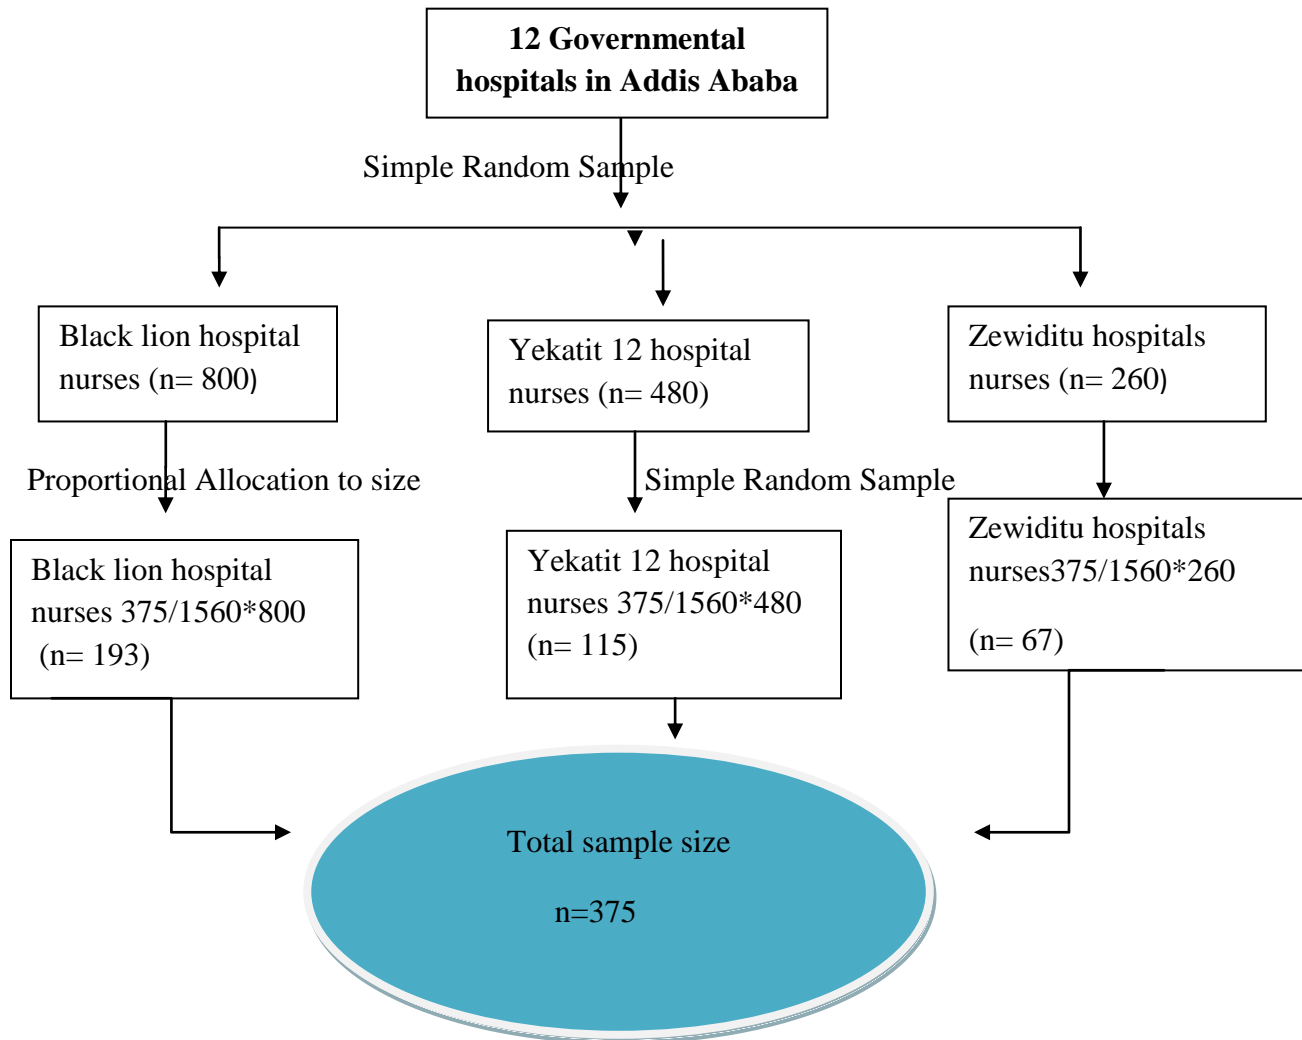 12 Governmental
hospitals in Addis Ababa
Simple Random Sample
Black lion hospital
nurses (n= 800)
Yekatit 12 hospital
nurses (n= 480)
Zewiditu hospitals
nurses (n= 260)
Proportional Allocation to size
Simple Random Sample
Black lion hospital
nurses 375/1560*800
(n= 193)
Yekatit 12 hospital
nurses 375/1560*480
(n= 115)
Zewiditu hospitals
nurses375/1560*260
(n= 67)
Total sample size
n=375